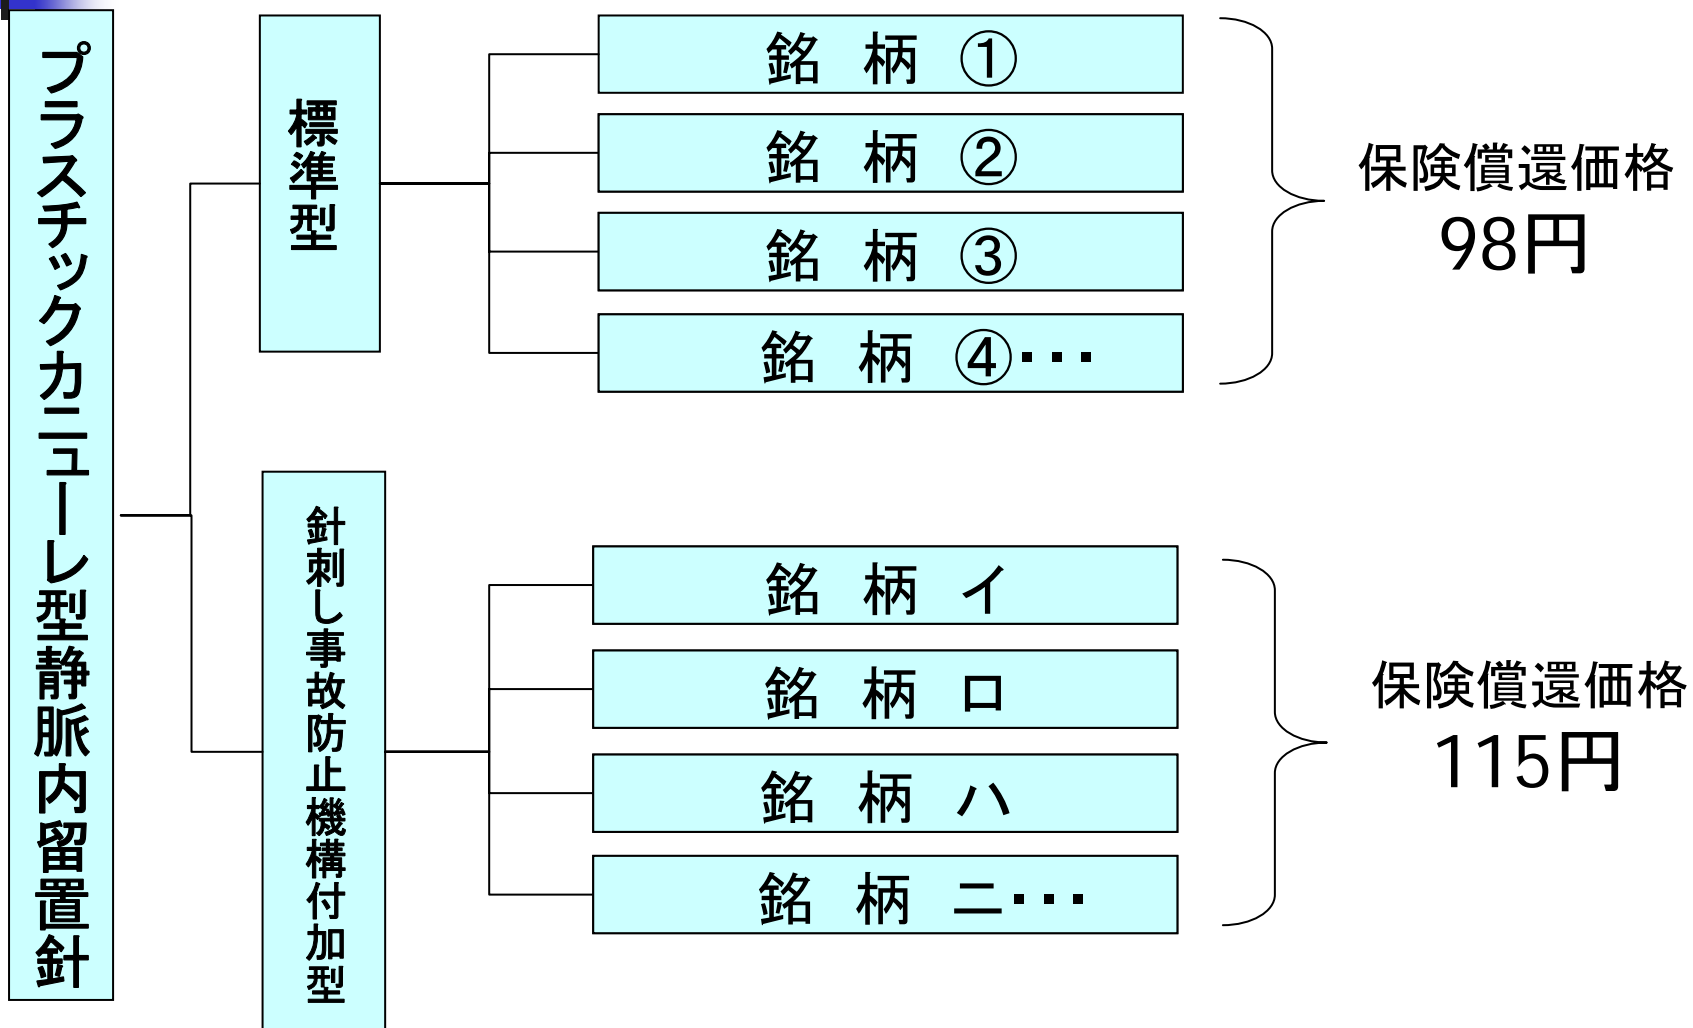 プラスチックカニューレ型静脈内留置針
標準型
銘 柄 ①
銘 柄 ②
銘 柄 ③
銘 柄 ④・・・
保険償還価格
98円
針刺し事故防止機構付加型
銘 柄 イ
銘 柄 ロ
銘 柄 ハ
銘 柄 ニ・・・
保険償還価格
115円